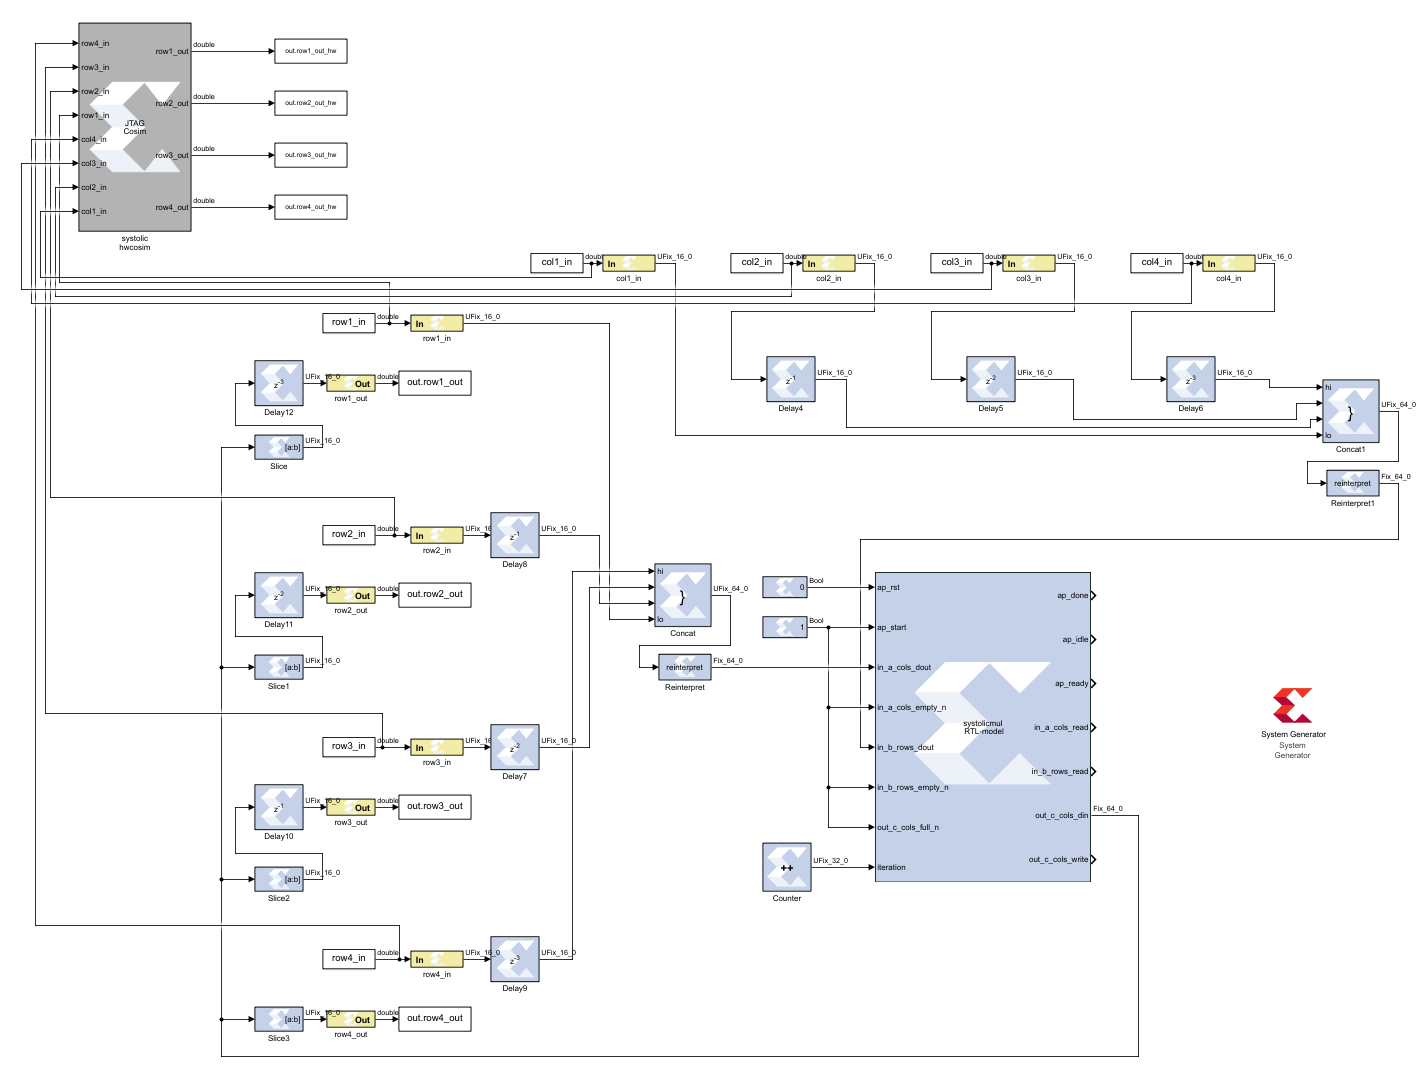 row4_in
row1_out
double
out.row1_out_hw
row3_in
row2_in
row2_out
double
out.row2_out_hw
row1_in
JTAG
Cosim
col4_in
row3_out
double
out.row3_out_hw
col3_in
col2_in
row4_out
double
out.row4_out_hw
col1_in
systolic
hwcosim
col1_in
double
In
UFix_16_0
col1_in
col2_in
double
In
UFix_16_0
col2_in
col3_in
double
In
UFix_16_0
col3_in
col4_in
double
In
UFix_16_0
col4_in
row1_in
double
In
UFix_16_0
row1_in
z-3
Delay12
UFix_16_0
Out
row1_out
double
out.row1_out
[a:b]
UFix_16_0
Slice
z-1
UFix_16_0
Delay4
z-2
UFix_16_0
Delay5
z-3
UFix_16_0
Delay6
hi
}
lo
UFix_64_0
Concat1
reinterpret
Fix_64_0
Reinterpret1
row2_in
double
In
UFix_16
row2_in
z-1
UFix_16_0
Delay8
z-2
Delay11
UFix_16_0
Out
row2_out
double
out.row2_out
[a:b]
UFix_16_0
Slice1
hi
}
lo
UFix_64_0
Concat
reinterpret
Fix_64_0
Reinterpret
0
Bool
1
Bool
ap_rst
ap_start
in_a_cols_dout
in_a_cols_empty_n
in_b_rows_dout
in_b_rows_empty_n
out_c_cols_full_n
iteration
systolicmul
RTL-model
ap_done
ap_idle
ap_ready
in_a_cols_read
in_b_rows_read
out_c_cols_din
Fix_64_0
out_c_cols_write
System Generator
System
Generator
row3_in
double
In
UFix_16
row3_in
z-2
UFix_16_0
Delay7
z-1
Delay10
UFix_16_0
Out
row3_out
double
out.row3_out
[a:b]
UFix_16_0
Slice2
++
UFix_32_0
Counter
row4_in
double
In
UFix_16_0
row4_in
z-3
UFix_16_0
Delay9
[a:b]
Slice3
UFix_16_0
Out
row4_out
double
out.row4_out